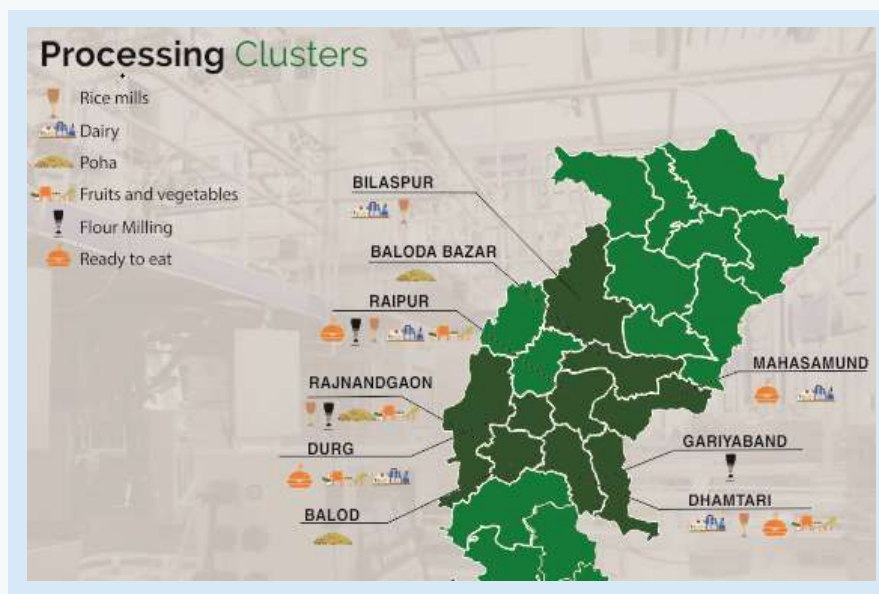 Processing Clusters
Rice mills
Dairy
Poha
Fruits and vegetables
Flour Milling
Ready to eat
BILASPUR
BALODA BAZAR
RAIPUR
RAJNANDGAON
DURG
BALOD
MAHASAMUND
GARIYABAND
DHAMTARI